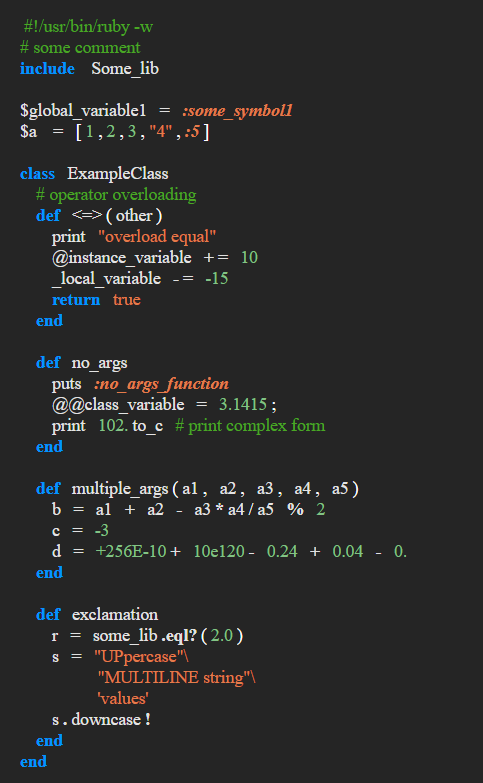 #!/usr/bin/ruby -w
# some comment
include Some_lib
$global_variable1 = :some_symbol1
$a = [1,2,3,"4",:5]
class ExampleClass
# operator overloading
def <=>(other)
print "overload equal"
@instance_variable += 10
_local_variable -= -15
return true
end
def no_args
puts :no_args_function
@@class_variable = 3.1415;
print 102. to_c # print complex form
end
def multiple_args(a1, a2, a3, a4, a5)
b = a1 + a2 - a3*a4/a5 % 2
c = -3
d = +256E-10+ 10e120- 0.24 + 0.04 - 0.
end
def exclamation
r = some_lib.eql?(2.0)
s = "UPpercase"\
"MULTILINE string"\
'values'
s.downcase!
end
end